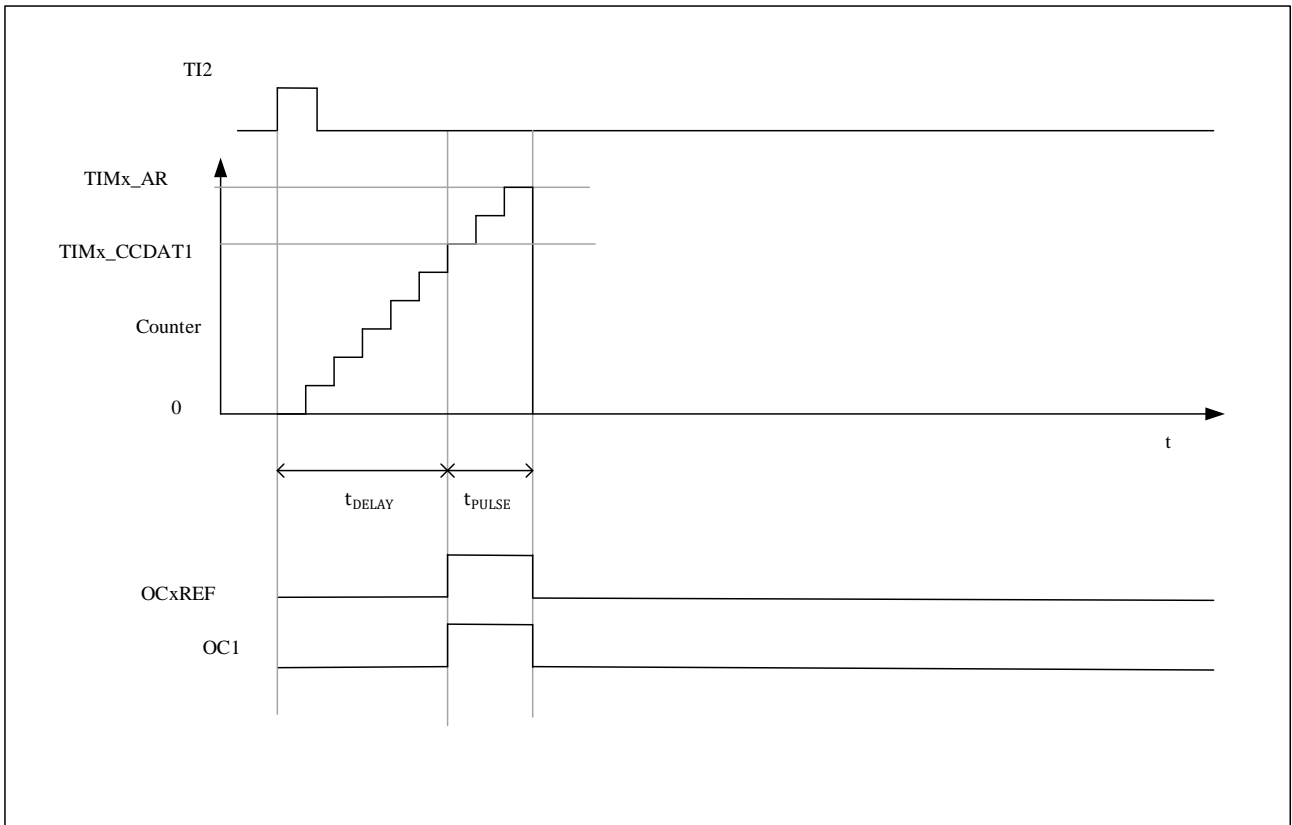 TI2
TIMx_AR
TIMx_CCDAT1
Counter
0
t
tDELAY
tPULSE
OCxREF
OC1